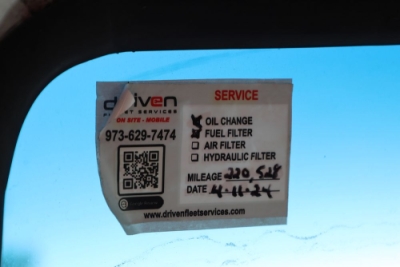 driven
FLEET SERVICES
ON SITE - MOBILE
973-629-7474
SERVICE
OIL CHANGE
FUEL FILTER
AIR FILTER
HYDRAULIC FILTER
MILEAGE 220,528
DATE 4-11-24
www.drivenfleetservices.com